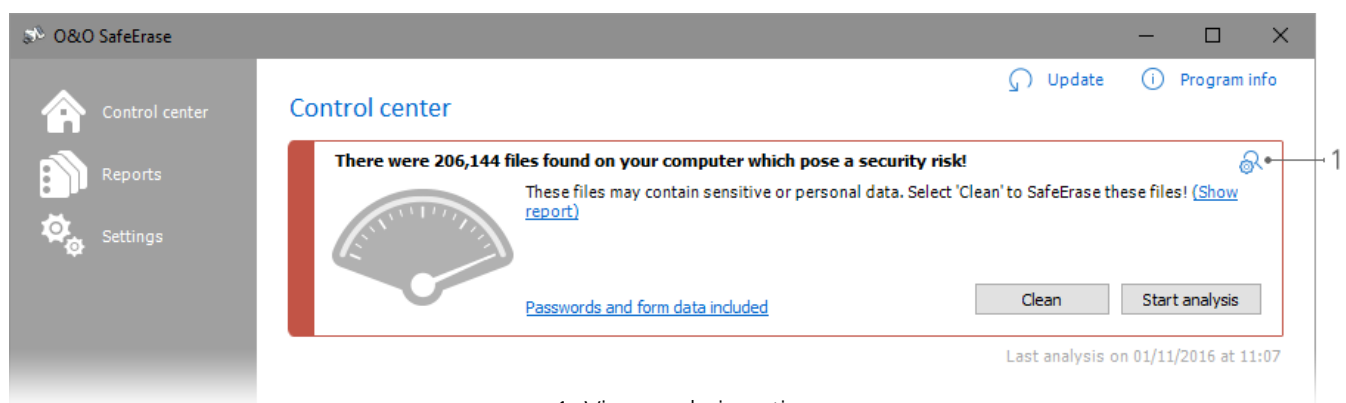 O&O SafeErase
Update
Program info
Control center
Control center
Reports
Settings
There were 206,144 files found on your computer which pose a security risk!
1
These files may contain sensitive or personal data. Select 'Clean' to SafeErase these files! (Show
report)
Passwords and form data included
Clean
Start analysis
Last analysis on 01/11/2016 at 11:07